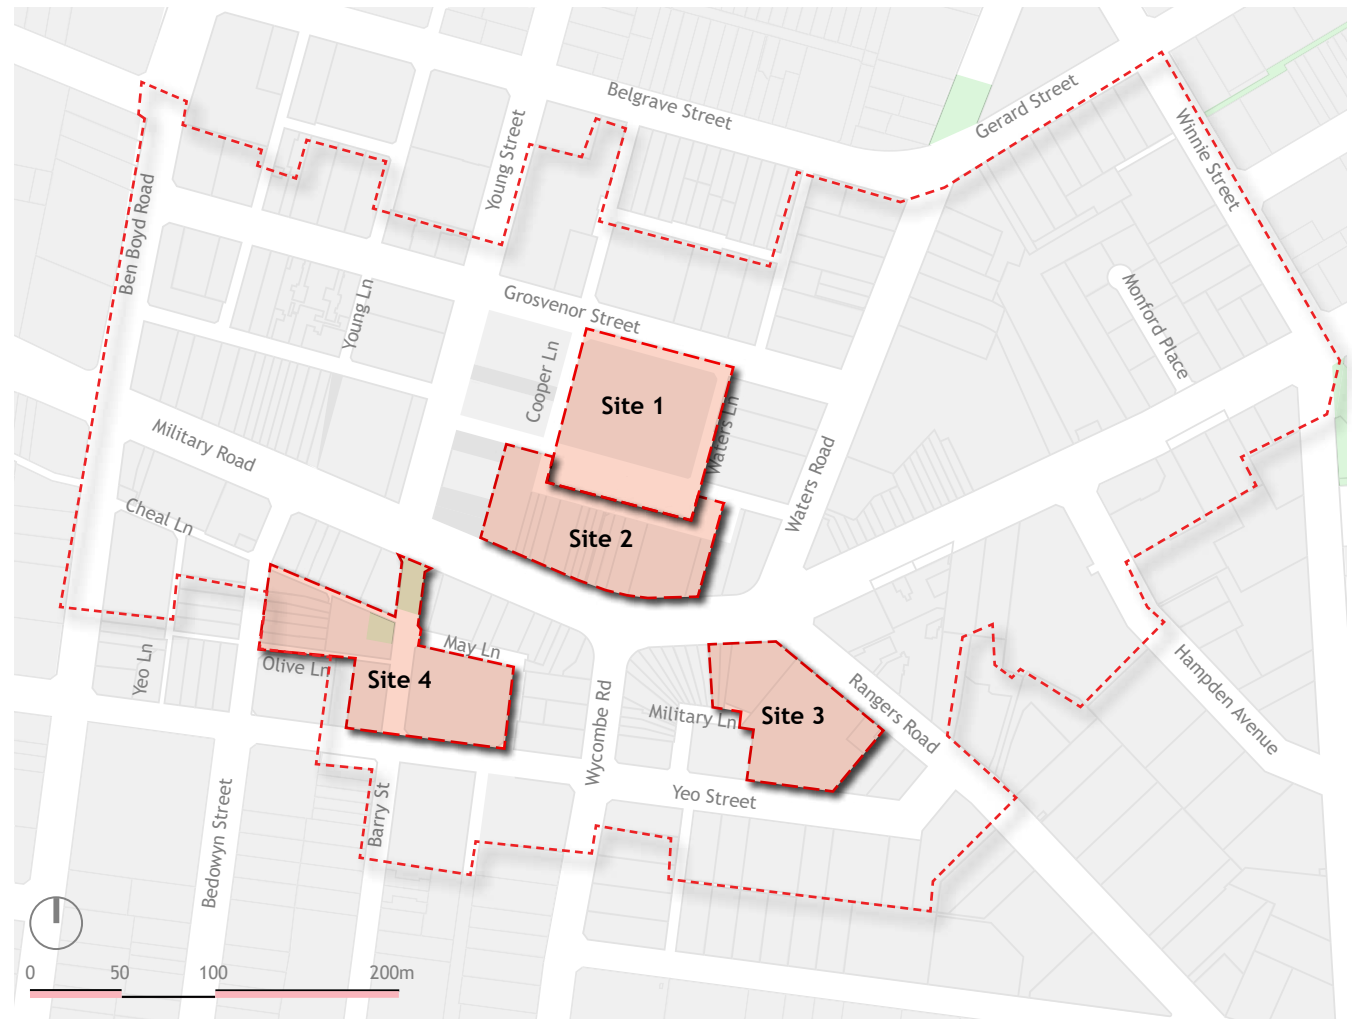 Belgrave Street
Gerard Street
Winnie Street
Young Street
Ben Boyd Road
Monford Place
Young Ln
Grosvenor Street
Cooper Ln
Site 1
Waters Ln
Military Road
Waters Road
Cheal Ln
Site 2
May Ln
Yeo Ln
Olive Ln
Site 4
Hampden Avenue
Rangers Road
Military Ln
Site 3
Wycombe Rd
Yeo Street
Barry St
Bedowyn Street
0 50 100 200m